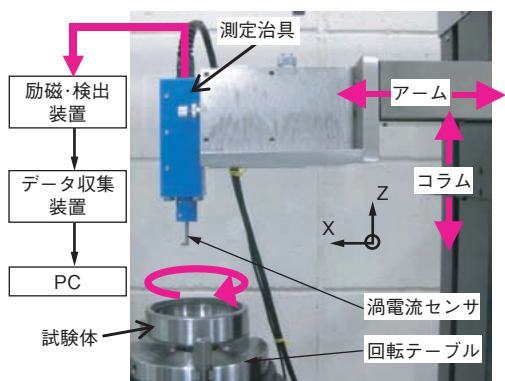 測定治具
励磁・検出
装置
アーム
データ収集
装置
コラム
Z
X
PC
渦電流センサ
試験体
回転テーブル